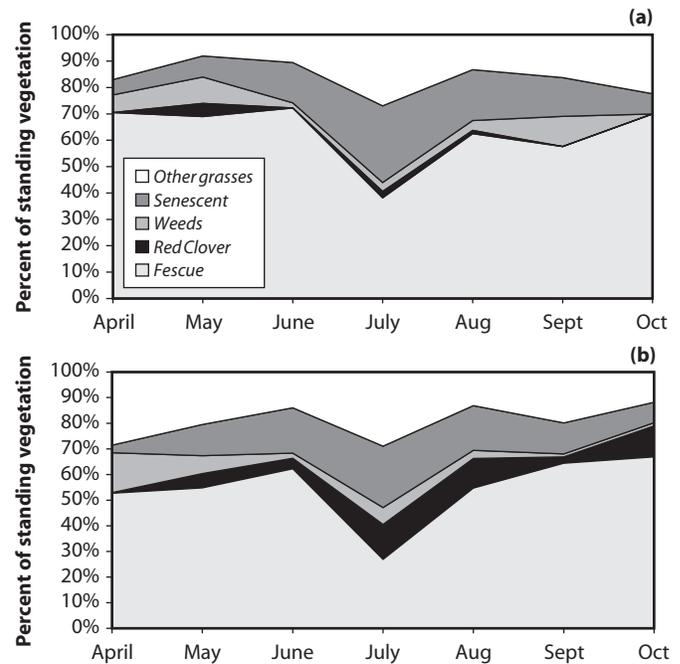 (a)
Percent of standing vegetation
100%
90%
80%
70%
60%
50%
40%
30%
20%
10%
0%
Other grasses
Senescent
Weeds
Red Clover
Fescue
April May June July Aug Sept Oct
(b)
Percent of standing vegetation
100%
90%
80%
70%
60%
50%
40%
30%
20%
10%
0%
April May June July Aug Sept Oct